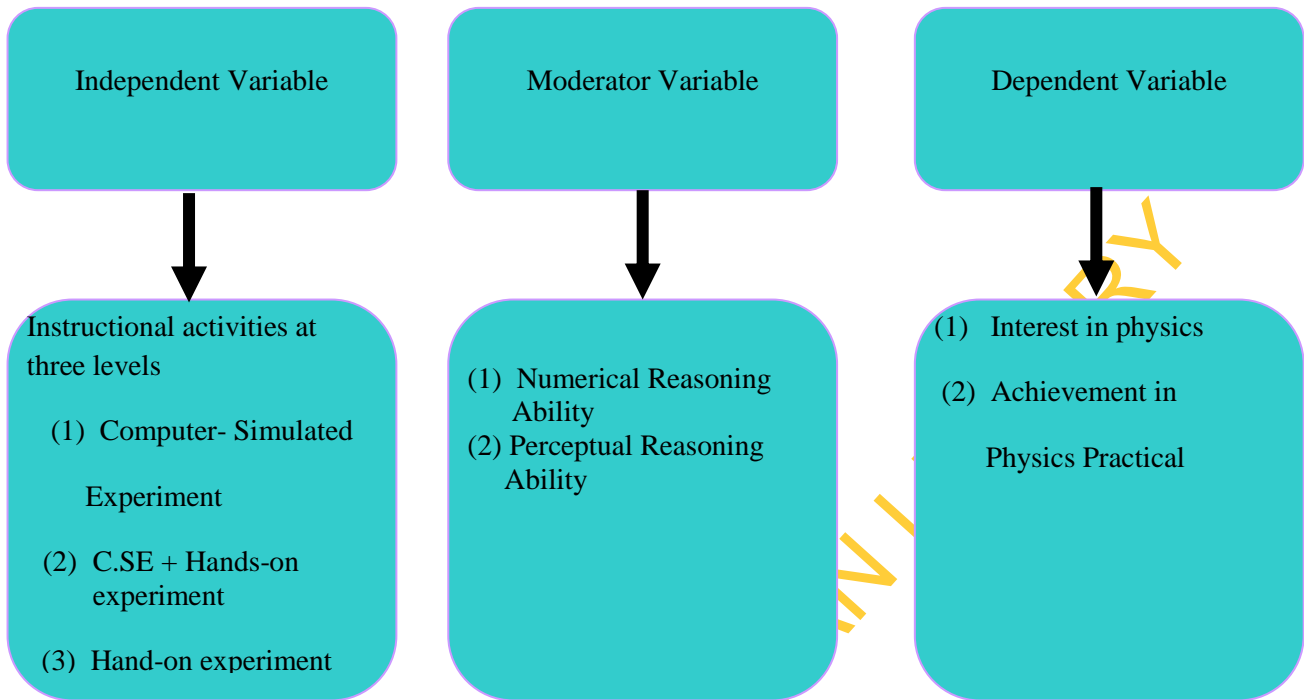 Independent Variable
Moderator Variable
Dependent Variable
Instructional activities at
three levels
(1) Computer- Simulated
Experiment
(2) C.SE + Hands-on
experiment
(3) Hand-on experiment
(1) Numerical Reasoning
Ability
(2) Perceptual Reasoning
Ability
(1) Interest in physics
(2) Achievement in
Physics Practical